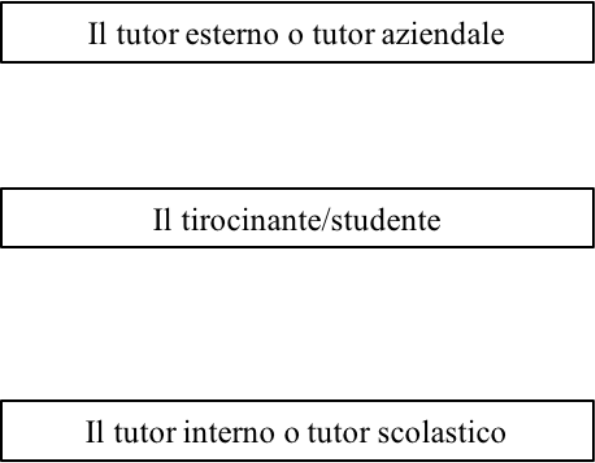 Il tutor esterno o tutor aziendale
Il tirocinante/studente
Il tutor interno o tutor scolastico